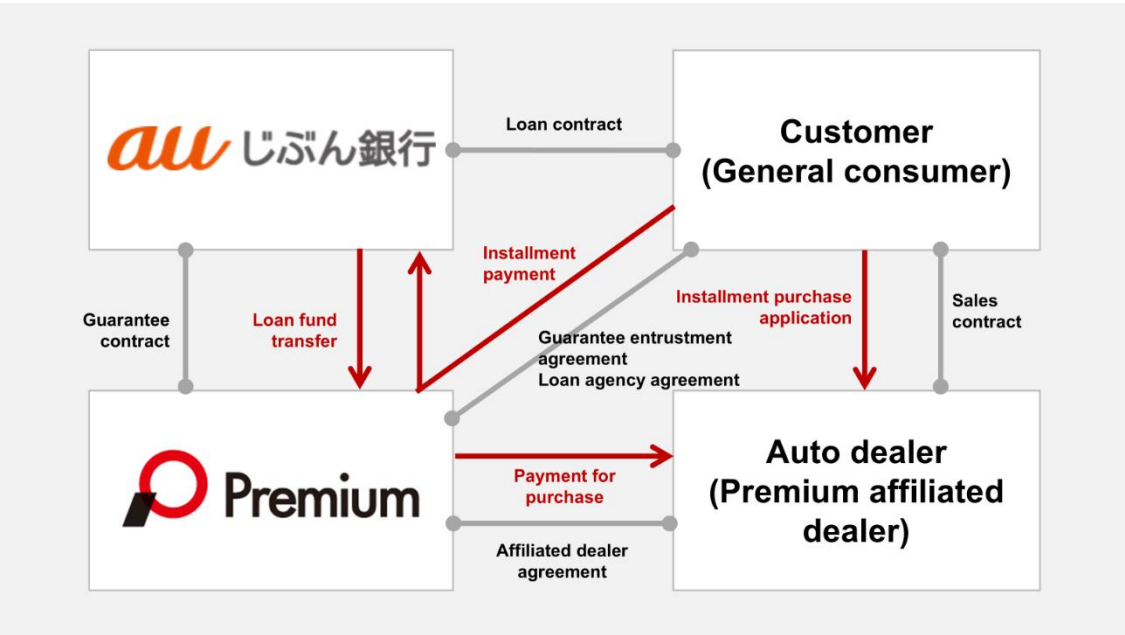 au じぶん銀行
Loan contract
Customer
(General consumer)
Installment
payment
Guarantee
contract
Loan fund
transfer
Installment purchase
application
Sales
contract
Guarantee entrustment
agreement
Loan agency agreement
Premium
Payment for
purchase
Affiliated dealer
agreement
Auto dealer
(Premium affiliated
dealer)